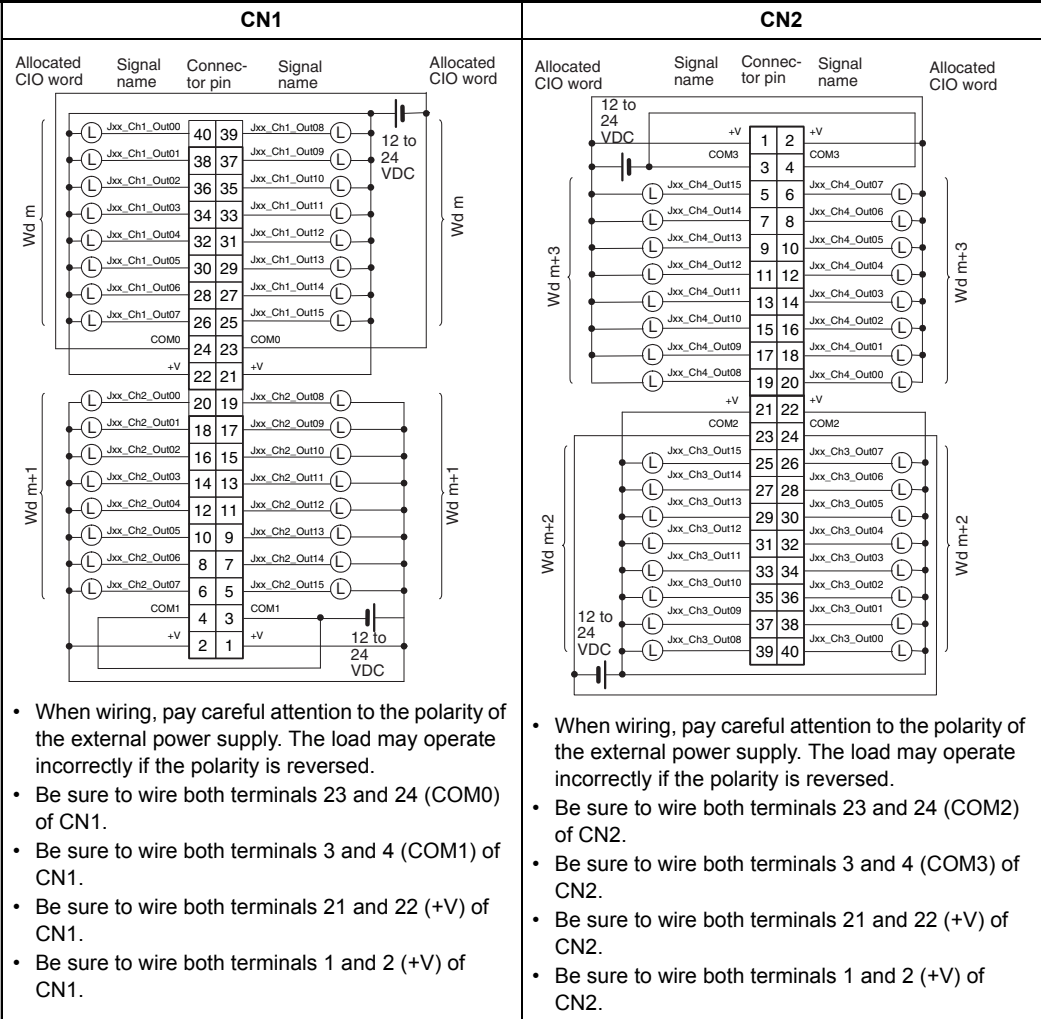 CN1
Allocated CIO word
Signal name
Connec-tor pin
Signal name
Allocated CIO word
12 to 24 VDC
Wd m
Wd m
Jxx_Ch1_Out00 40 39 Jxx_Ch1_Out08
Jxx_Ch1_Out01 38 37 Jxx_Ch1_Out09
Jxx_Ch1_Out02 36 35 Jxx_Ch1_Out10
Jxx_Ch1_Out03 34 33 Jxx_Ch1_Out11
Jxx_Ch1_Out04 32 31 Jxx_Ch1_Out12
Jxx_Ch1_Out05 30 29 Jxx_Ch1_Out13
Jxx_Ch1_Out06 28 27 Jxx_Ch1_Out14
Jxx_Ch1_Out07 26 25 Jxx_Ch1_Out15
COM0 24 23 COM0
+V 22 21 +V
Wd m+1
Wd m+1
Jxx_Ch2_Out00 20 19 Jxx_Ch2_Out08
Jxx_Ch2_Out01 18 17 Jxx_Ch2_Out09
Jxx_Ch2_Out02 16 15 Jxx_Ch2_Out10
Jxx_Ch2_Out03 14 13 Jxx_Ch2_Out11
Jxx_Ch2_Out04 12 11 Jxx_Ch2_Out12
Jxx_Ch2_Out05 10 9 Jxx_Ch2_Out13
Jxx_Ch2_Out06 8 7 Jxx_Ch2_Out14
Jxx_Ch2_Out07 6 5 Jxx_Ch2_Out15
COM1 4 3 COM1
+V 2 1 +V
12 to 24 VDC
• When wiring, pay careful attention to the polarity of
the external power supply. The load may operate
incorrectly if the polarity is reversed.
• Be sure to wire both terminals 23 and 24 (COM0)
of CN1.
• Be sure to wire both terminals 3 and 4 (COM1) of
CN1.
• Be sure to wire both terminals 21 and 22 (+V) of
CN1.
• Be sure to wire both terminals 1 and 2 (+V) of
CN1.
CN2
Allocated CIO word
Signal name
Connec-tor pin
Signal name
Allocated CIO word
12 to 24 VDC
+V 1 2 +V
COM3 3 4 COM3
Wd m+3
Wd m+3
Jxx_Ch4_Out15 5 6 Jxx_Ch4_Out07
Jxx_Ch4_Out14 7 8 Jxx_Ch4_Out06
Jxx_Ch4_Out13 9 10 Jxx_Ch4_Out05
Jxx_Ch4_Out12 11 12 Jxx_Ch4_Out04
Jxx_Ch4_Out11 13 14 Jxx_Ch4_Out03
Jxx_Ch4_Out10 15 16 Jxx_Ch4_Out02
Jxx_Ch4_Out09 17 18 Jxx_Ch4_Out01
Jxx_Ch4_Out08 19 20 Jxx_Ch4_Out00
+V 21 22 +V
COM2 23 24 COM2
Wd m+2
Wd m+2
Jxx_Ch3_Out15 25 26 Jxx_Ch3_Out07
Jxx_Ch3_Out14 27 28 Jxx_Ch3_Out06
Jxx_Ch3_Out13 29 30 Jxx_Ch3_Out05
Jxx_Ch3_Out12 31 32 Jxx_Ch3_Out04
Jxx_Ch3_Out11 33 34 Jxx_Ch3_Out03
Jxx_Ch3_Out10 35 36 Jxx_Ch3_Out02
Jxx_Ch3_Out09 37 38 Jxx_Ch3_Out01
Jxx_Ch3_Out08 39 40 Jxx_Ch3_Out00
12 to 24 VDC
• When wiring, pay careful attention to the polarity of
the external power supply. The load may operate
incorrectly if the polarity is reversed.
• Be sure to wire both terminals 23 and 24 (COM2)
of CN2.
• Be sure to wire both terminals 3 and 4 (COM3) of
CN2.
• Be sure to wire both terminals 21 and 22 (+V) of
CN2.
• Be sure to wire both terminals 1 and 2 (+V) of
CN2.